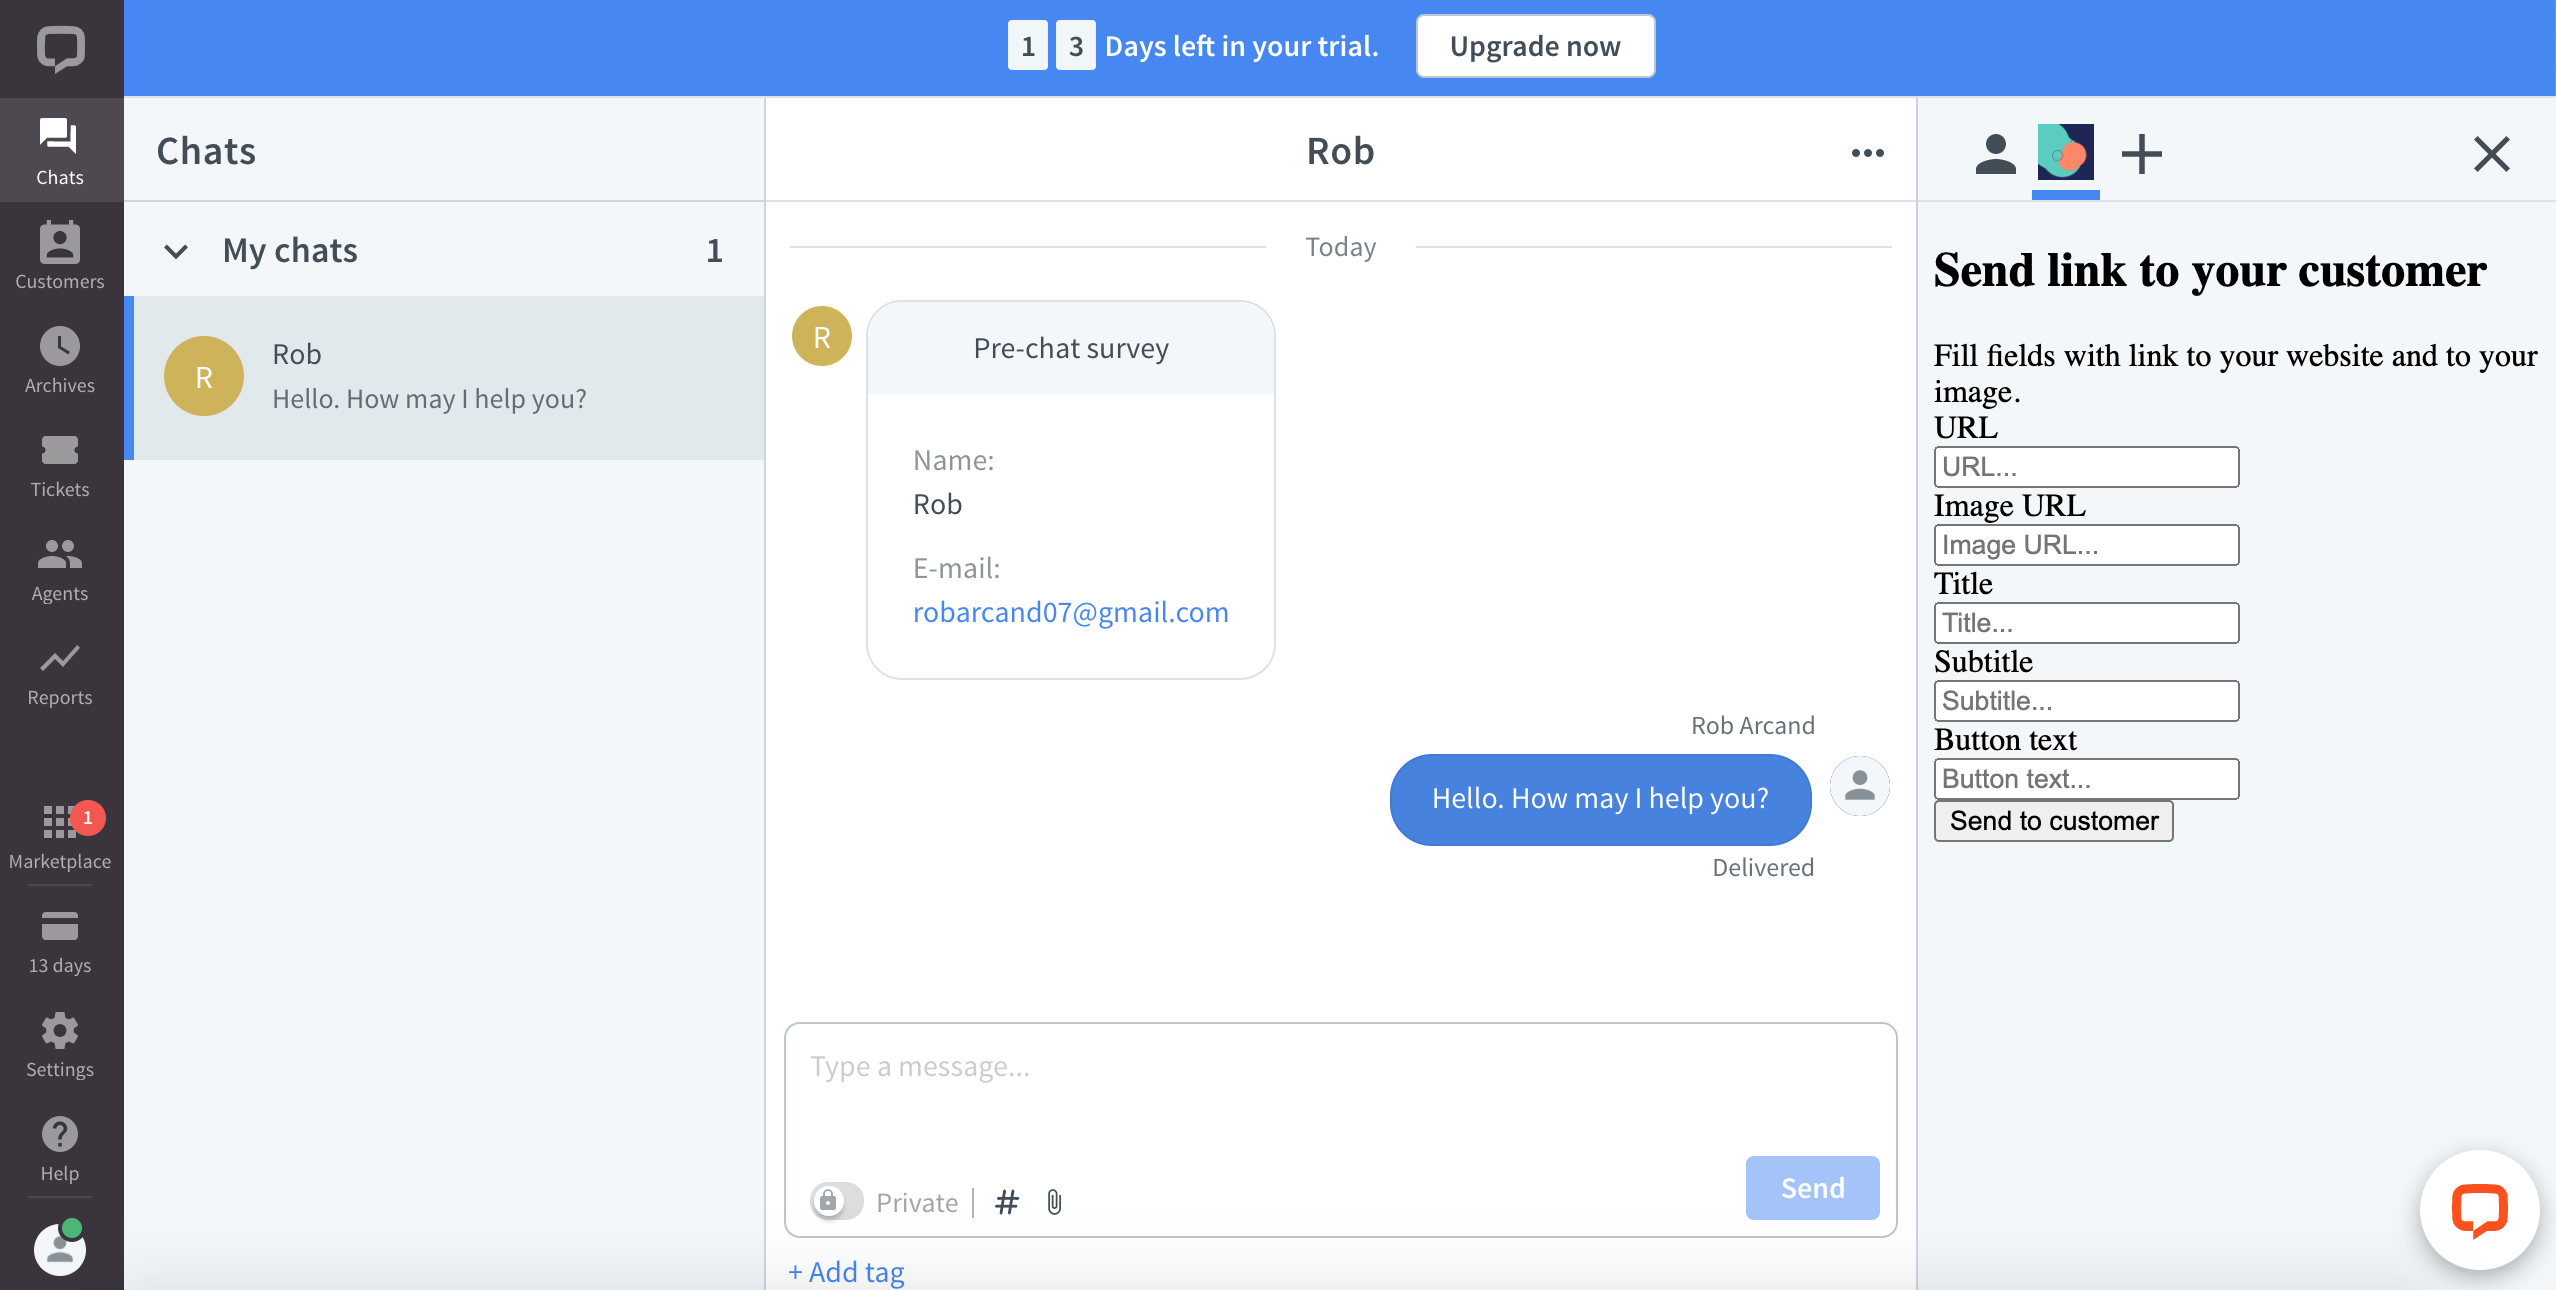 1 3 Days left in your trial. Upgrade now
Chats
Customers
Archives
Tickets
Agents
Reports
1
Marketplace
13 days
Settings
Help
Chats
My chats 1
R
Rob
Hello. How may I help you?
Rob
Today
R
Pre-chat survey
Name:
Rob
E-mail:
robarcand07@gmail.com
Rob Arcand
Hello. How may I help you?
Delivered
Type a message...
Private
#
Send
+ Add tag
Send link to your customer
Fill fields with link to your website and to your
image.
URL
URL...
Image URL
Image URL...
Title
Title...
Subtitle
Subtitle...
Button text
Button text...
Send to customer